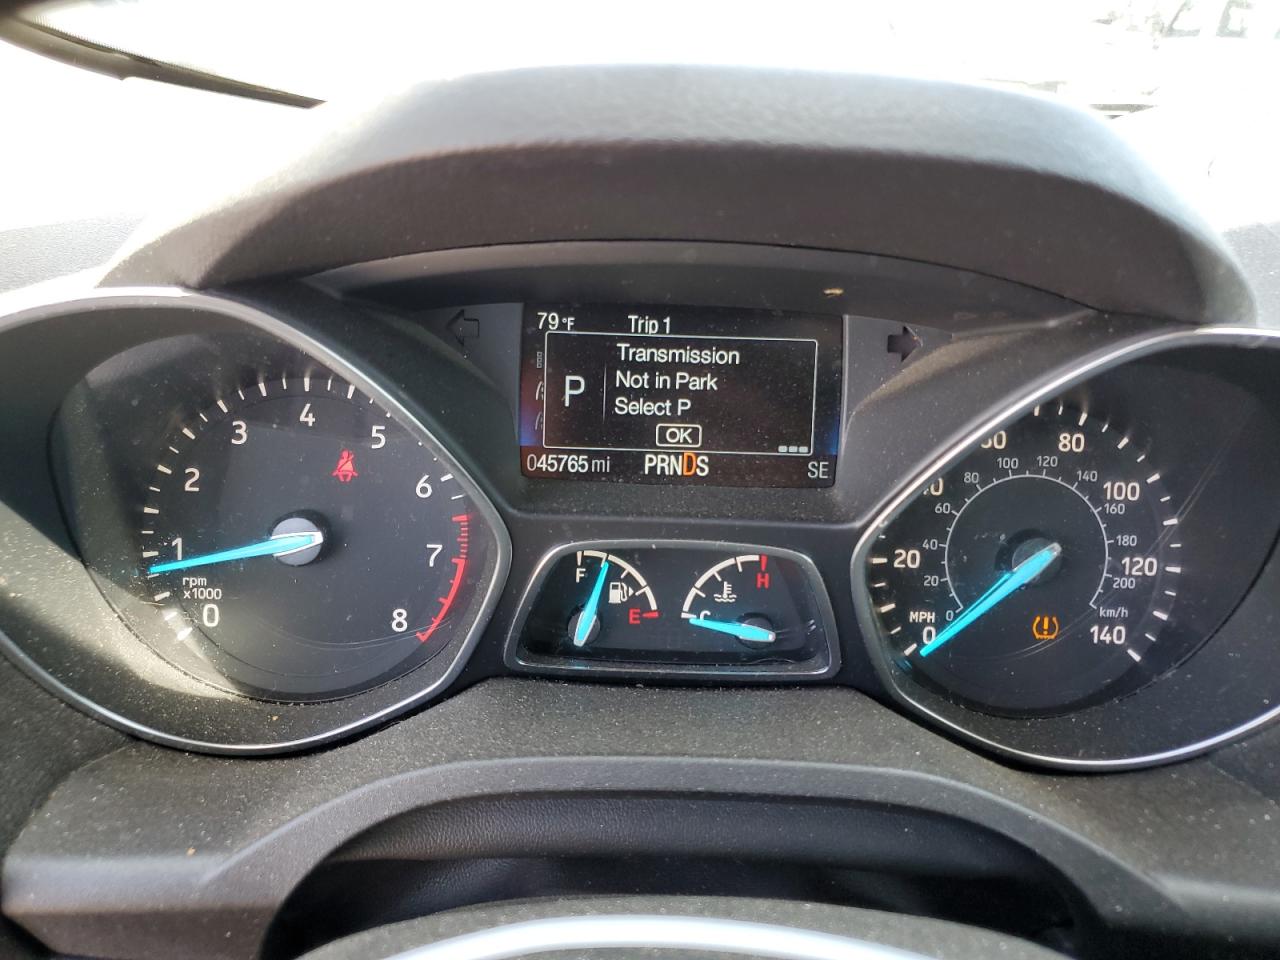 79°F Trip 1
Transmission
P Not in Park
Select P
OK
045765 mi PRNDS SE
0 1 2 3 4 5 6 7 8
rpm
x1000
F E
C H
0 20 80 100 120 140
MPH
0 20 40 60 80 100 120 140 160 180 200
km/h